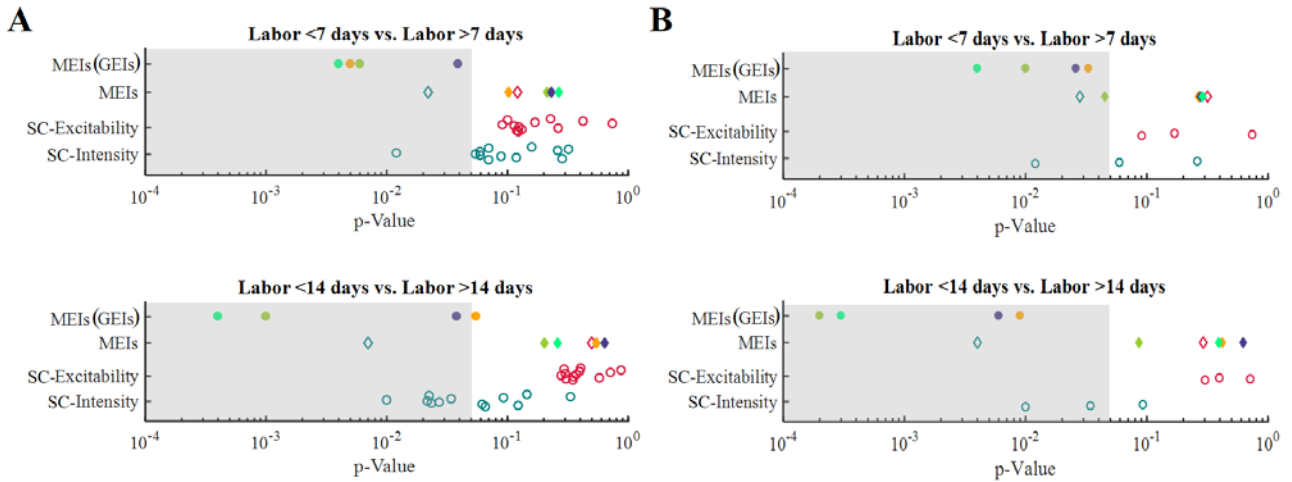 A
Labor <7 days vs. Labor >7 days
MEIs(GEIs)
MEIs
SC-Excitability
SC-Intensity
10^-4 10^-3 10^-2 10^-1 10^0
p-Value
Labor <14 days vs. Labor >14 days
MEIs(GEIs)
MEIs
SC-Excitability
SC-Intensity
10^-4 10^-3 10^-2 10^-1 10^0
p-Value
B
Labor <7 days vs. Labor >7 days
MEIs(GEIs)
MEIs
SC-Excitability
SC-Intensity
10^-4 10^-3 10^-2 10^-1 10^0
p-Value
Labor <14 days vs. Labor >14 days
MEIs(GEIs)
MEIs
SC-Excitability
SC-Intensity
10^-4 10^-3 10^-2 10^-1 10^0
p-Value